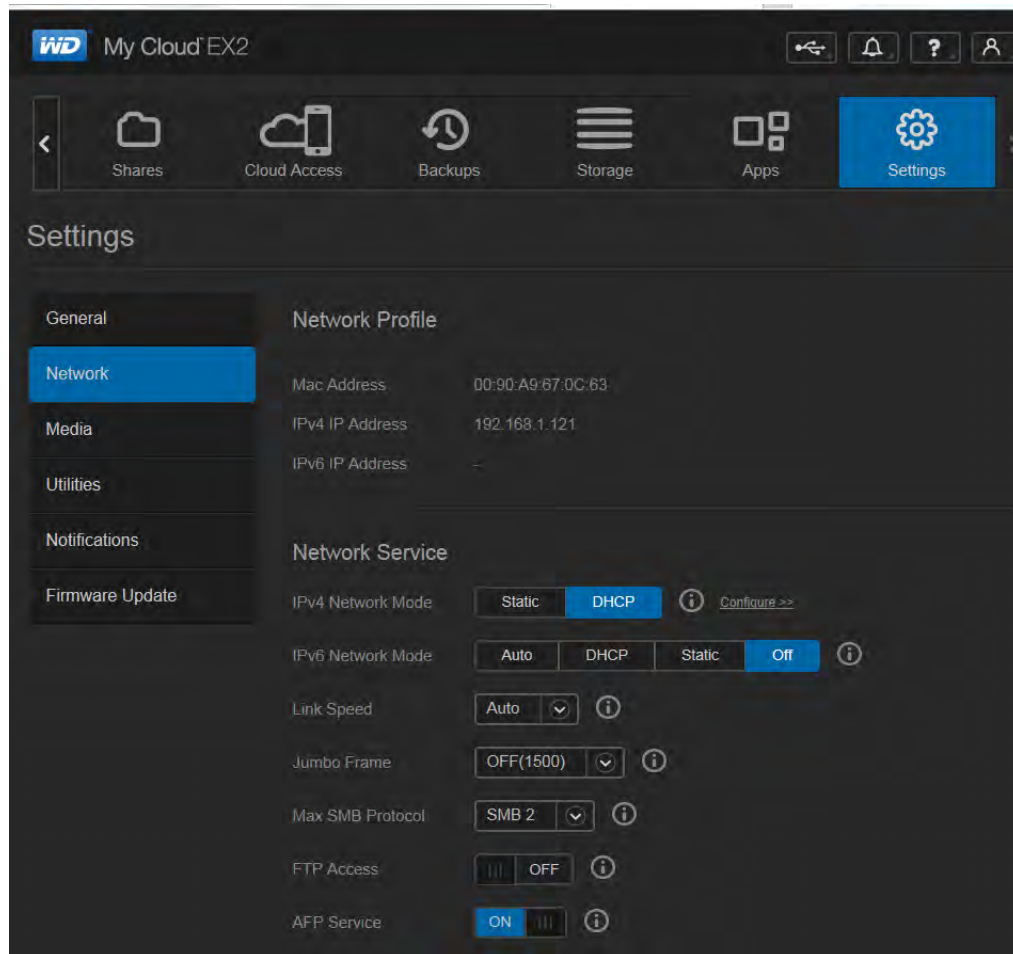 WD My Cloud EX2
?
Shares Cloud Access Backups Storage Apps Settings
Settings
General
Network
Media
Utilities
Notifications
Firmware Update
Network Profile
Mac Address 00:90:A9:67:0C:63
IPv4 IP Address 192.168.1.121
IPv6 IP Address -
Network Service
IPv4 Network Mode Static DHCP Configure >>
IPv6 Network Mode Auto DHCP Static Off
Link Speed Auto
Jumbo Frame OFF(1500)
Max SMB Protocol SMB 2
FTP Access OFF
AFP Service ON